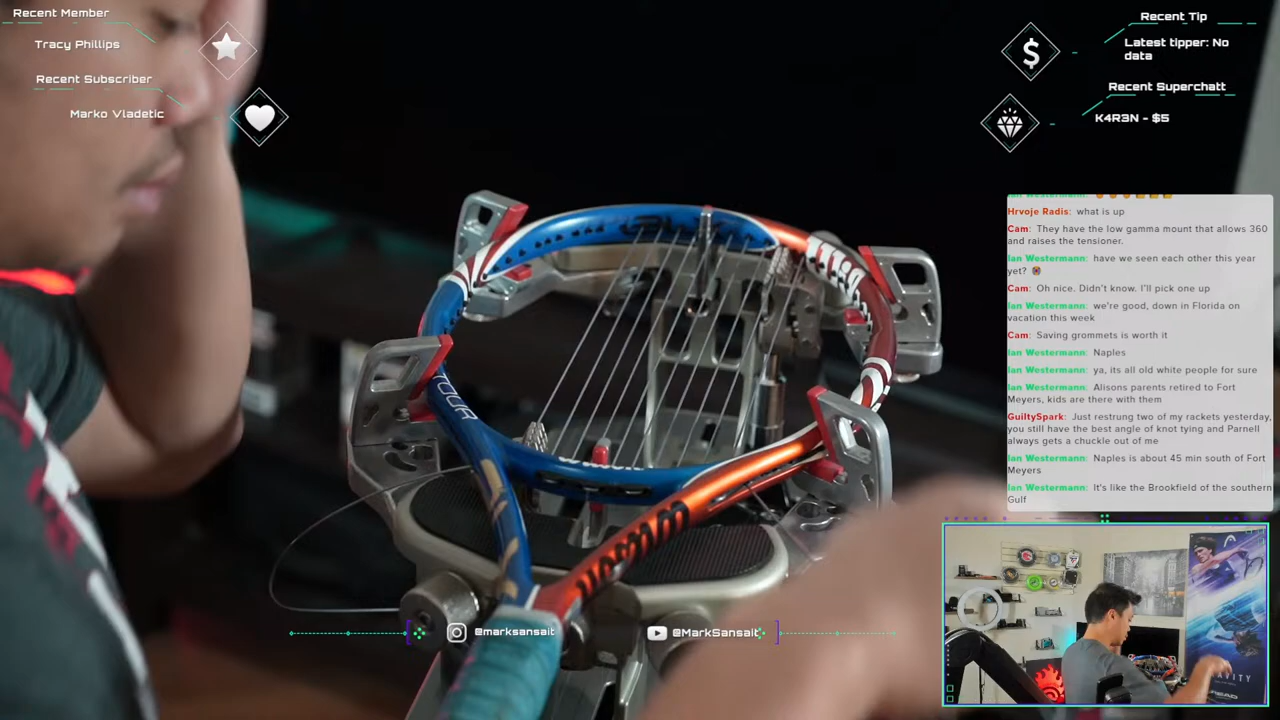 Recent Member
Tracy Phillips
Recent Subscriber
Marko Vladetic
Recent Tip
Latest tipper: No
data
Recent Superchatt
K4R3N - $5
Hrvoje Radis: what is up
Cam: They have the low gamma mount that allows 360
and raises the tensioner.
Ian Westermann: have we seen each other this year
yet?
Cam: Oh nice. Didn't know. I'll pick one up
Ian Westermann: we're good, down in Florida on
vacation this week
Cam: Saving grommets is worth it
Ian Westermann: Naples
Ian Westermann: ya, its all old white people for sure
Ian Westermann: Alisons parents retired to Fort
Meyers, kids are there with them
GuiltySpark: Just restrung two of my rackets yesterday,
you still have the best angle of knot tying and Parnell
always gets a chuckle out of me
Ian Westermann: Naples is about 45 min south of Fort
Meyers
Ian Westermann: It's like the Brookfield of the southern
Gulf
TOUR
@marksansait
@MarkSansait
GRAVITY
HEAD